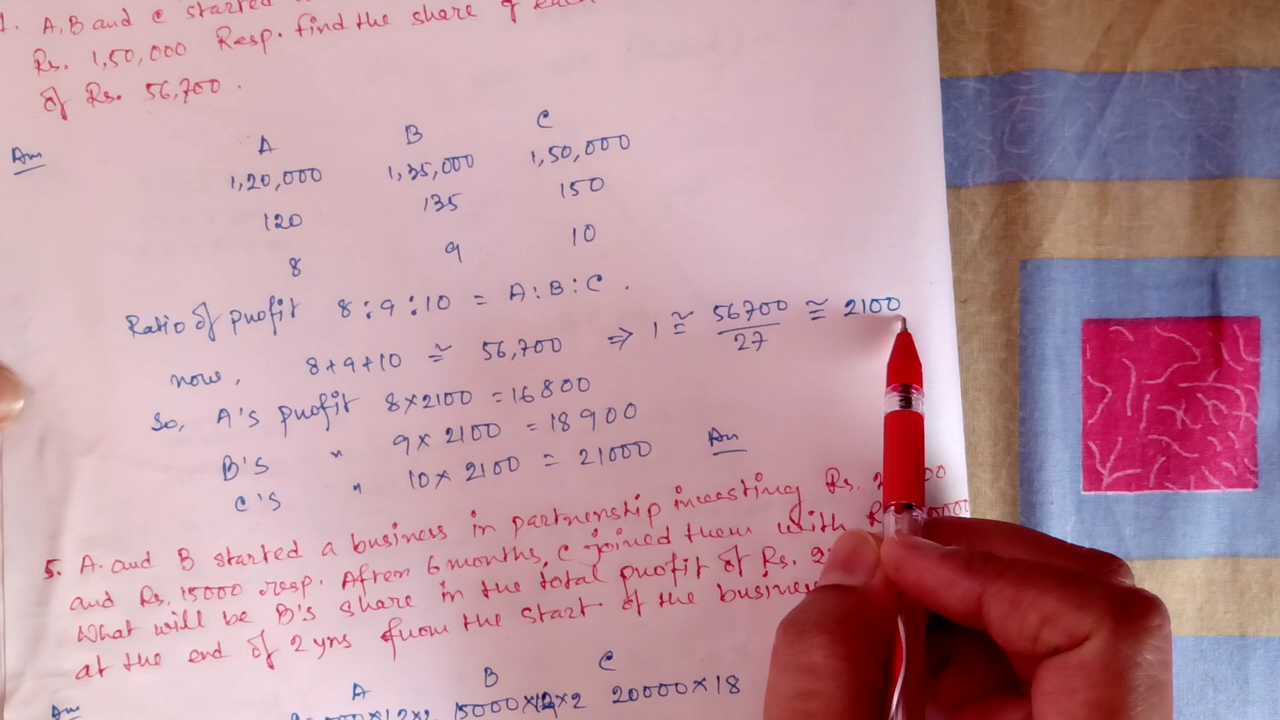 1. A, B and C started
Rs. 1,50,000 Resp. find the share of each
of Rs. 56,700.
Ans
A B C
1,20,000 1,35,000 1,50,000
120 135 150
8 9 10
Ratio of profit 8:9:10 = A:B:C.
now, 8+9+10 ≅ 56,700 ⇒ 1 ≅ 56700/27 ≅ 2100
So, A's profit 8×2100 = 16800
B's " 9×2100 = 18900
C's " 10×2100 = 21000 Ans
5. A and B started a business in partnership investing Rs.
and Rs. 15000 resp. After 6 months, C joined them with
What will be B's share in the total profit of Rs.
at the end of 2 yrs from the start of the business
Ans
A B C
15000×12×2 20000×18